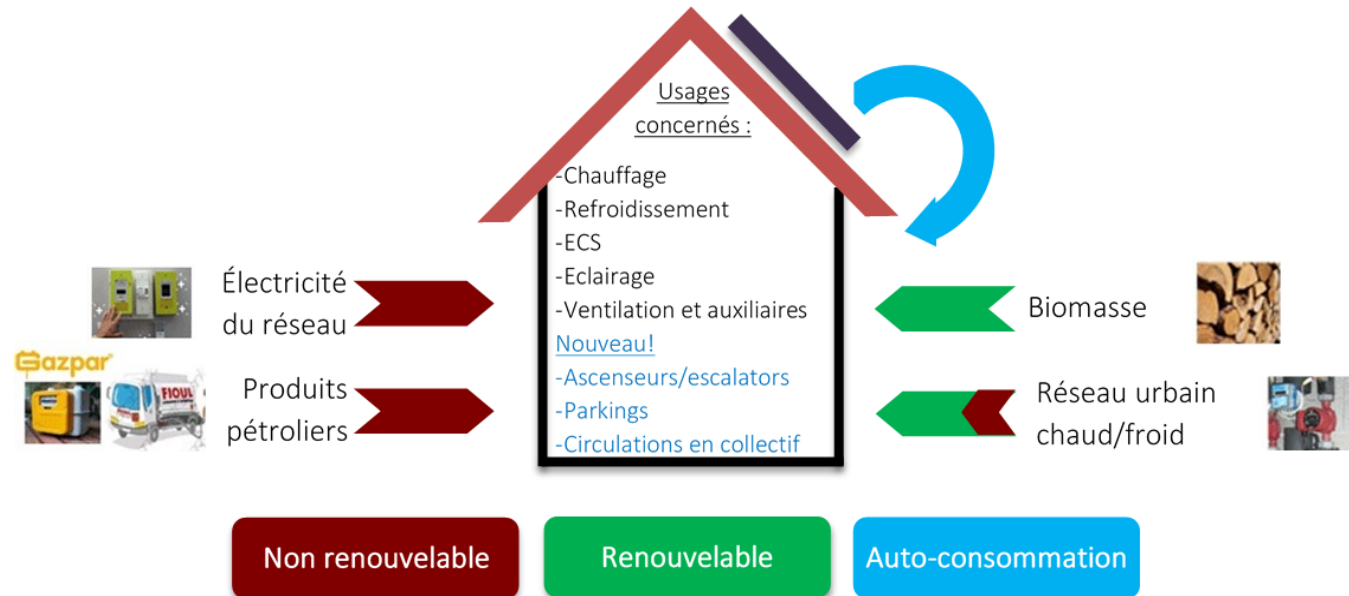 Usages
concernés :
-Chauffage
-Refroidissement
-ECS
-Eclairage
-Ventilation et auxiliaires
Nouveau!
-Ascenseurs/escalators
-Parkings
-Circulations en collectif
Électricité
du réseau
Gazpar
FIOUL
Produits
pétroliers
Biomasse
Réseau urbain
chaud/froid
Non renouvelable
Renouvelable
Auto-consommation